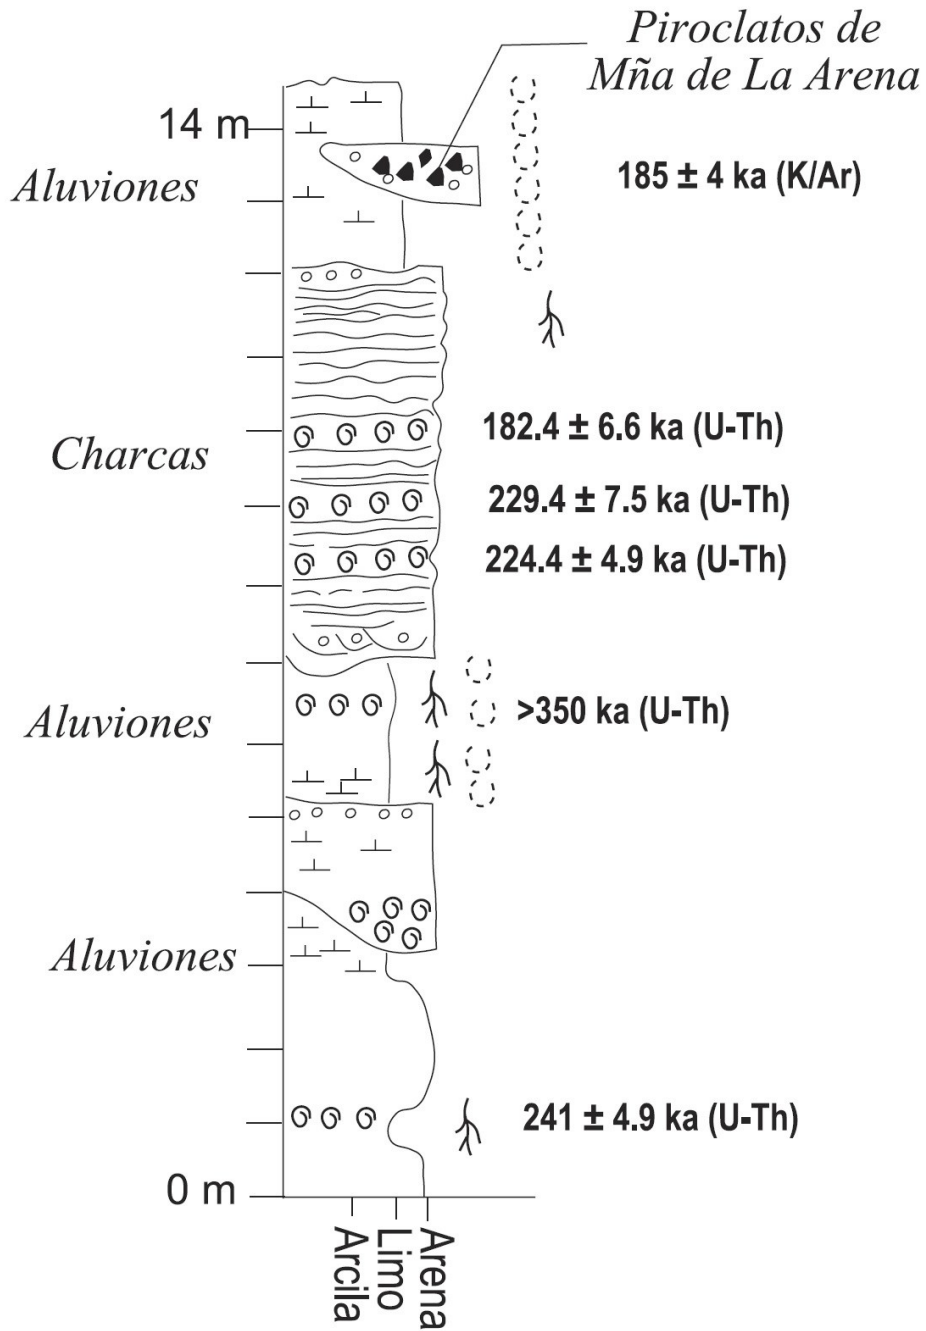 Piroclatos de
Mña de La Arena
14 m
Aluviones
185 ± 4 ka (K/Ar)
182.4 ± 6.6 ka (U-Th)
Charcas
229.4 ± 7.5 ka (U-Th)
224.4 ± 4.9 ka (U-Th)
Aluviones
>350 ka (U-Th)
Aluviones
241 ± 4.9 ka (U-Th)
0 m
Arcila
Limo
Arena